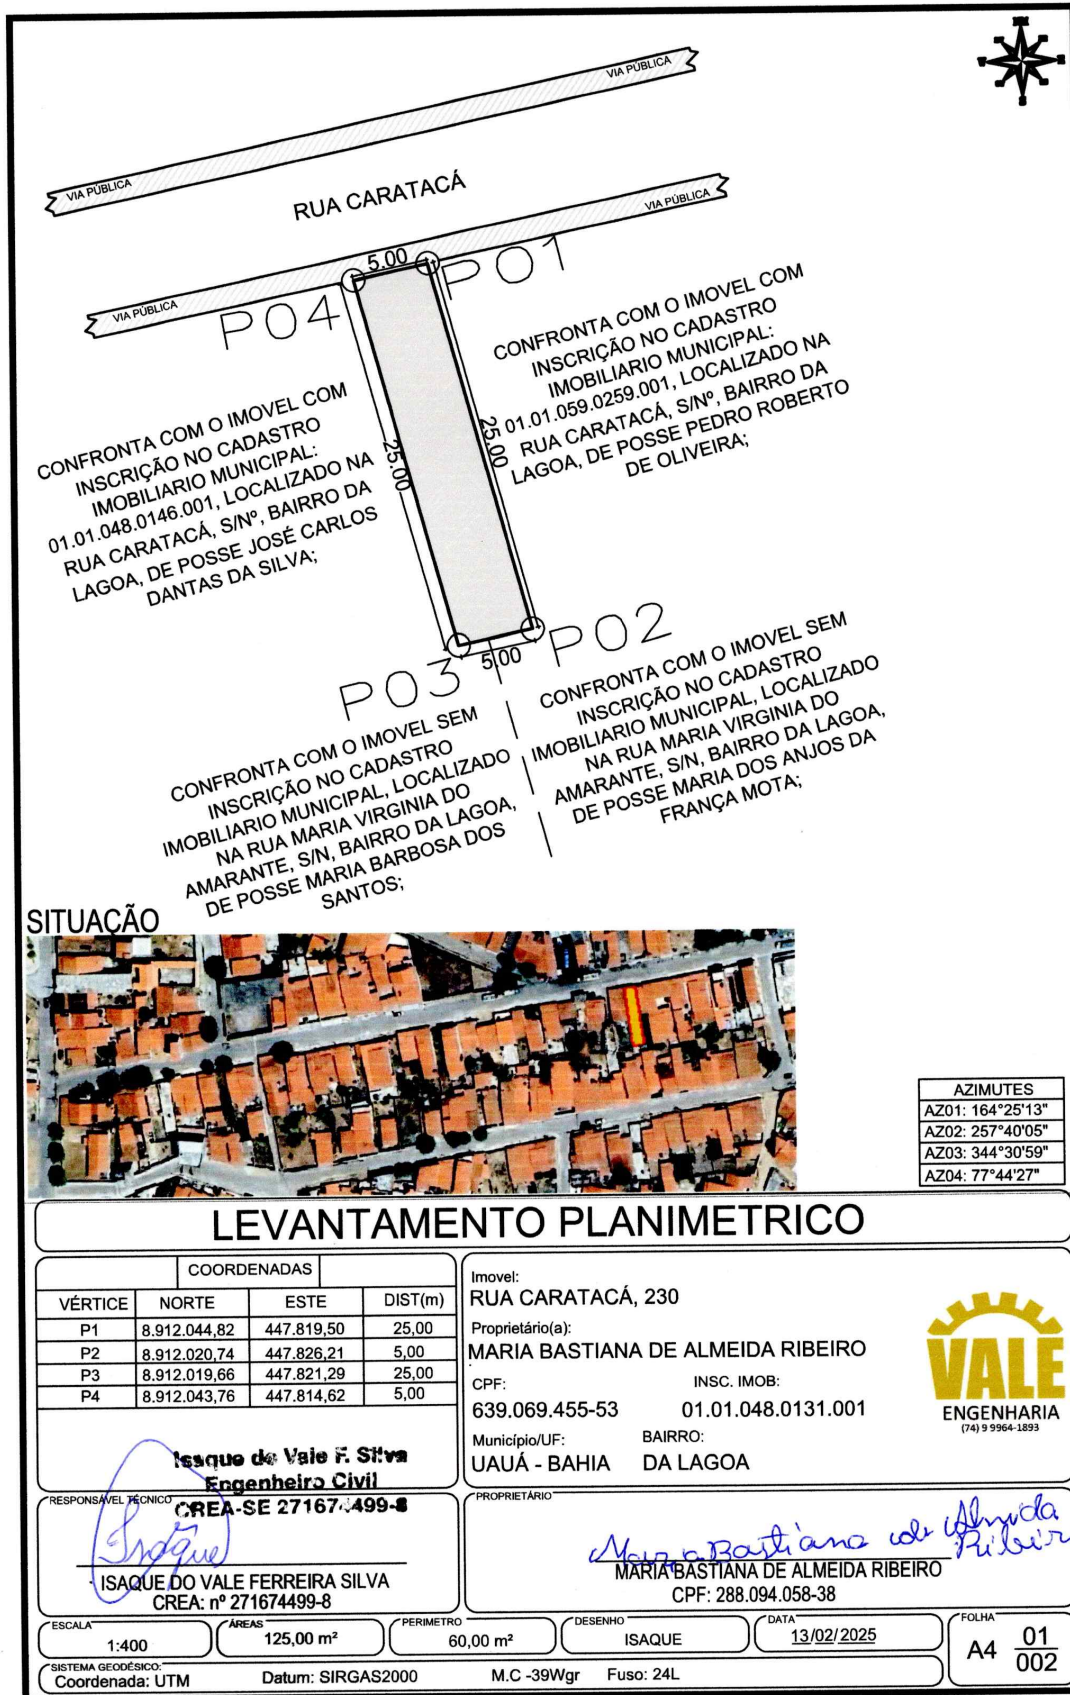 VIA PÚBLICA
VIA PÚBLICA
RUA CARATACÁ
VIA PÚBLICA
VIA PÚBLICA
5.00
P01
P04
CONFRONTA COM O IMOVEL COM
INSCRIÇÃO NO CADASTRO
IMOBILIARIO MUNICIPAL:
01.01.059.0259.001, LOCALIZADO NA
RUA CARATACÁ, S/Nº, BAIRRO DA
LAGOA, DE POSSE PEDRO ROBERTO
DE OLIVEIRA;
25.00
25.00
CONFRONTA COM O IMOVEL COM
INSCRIÇÃO NO CADASTRO
IMOBILIARIO MUNICIPAL:
01.01.048.0146.001, LOCALIZADO NA
RUA CARATACÁ, S/Nº, BAIRRO DA
LAGOA, DE POSSE JOSÉ CARLOS
DANTAS DA SILVA;
P02
P03
5.00
CONFRONTA COM O IMOVEL SEM
INSCRIÇÃO NO CADASTRO
IMOBILIARIO MUNICIPAL, LOCALIZADO
NA RUA MARIA VIRGINIA DO
AMARANTE, S/N, BAIRRO DA LAGOA,
DE POSSE MARIA DOS ANJOS DA
FRANÇA MOTA;
CONFRONTA COM O IMOVEL SEM
INSCRIÇÃO NO CADASTRO
IMOBILIARIO MUNICIPAL, LOCALIZADO
NA RUA MARIA VIRGINIA DO
AMARANTE, S/N, BAIRRO DA LAGOA,
DE POSSE MARIA BARBOSA DOS
SANTOS;
SITUAÇÃO
AZIMUTES
AZ01: 164°25'13"
AZ02: 257°40'05"
AZ03: 344°30'59"
AZ04: 77°44'27"
LEVANTAMENTO PLANIMETRICO
COORDENADAS
VÉRTICE NORTE ESTE DIST(m)
P1 8.912.044,82 447.819,50 25,00
P2 8.912.020,74 447.826,21 5,00
P3 8.912.019,66 447.821,29 25,00
P4 8.912.043,76 447.814,62 5,00
Imovel:
RUA CARATACÁ, 230
Proprietário(a):
MARIA BASTIANA DE ALMEIDA RIBEIRO
CPF: INSC. IMOB:
639.069.455-53 01.01.048.0131.001
Município/UF: BAIRRO:
UAUÁ - BAHIA DA LAGOA
VALE
ENGENHARIA
(74) 9 9964-1893
Isaque do Vale F. Silva
Engenheiro Civil
CREA-SE 271674499-8
RESPONSÁVEL TÉCNICO
Isaque
ISAQUE DO VALE FERREIRA SILVA
CREA: nº 271674499-8
PROPRIETÁRIO
Maria Bastiana de Almida
Ribeiro
MARIA BASTIANA DE ALMEIDA RIBEIRO
CPF: 288.094.058-38
ESCALA
1:400
ÁREAS
125,00 m²
PERIMETRO
60,00 m²
DESENHO
ISAQUE
DATA
13/02/2025
FOLHA
A4 01
002
SISTEMA GEODÉSICO:
Coordenada: UTM Datum: SIRGAS2000 M.C -39Wgr Fuso: 24L